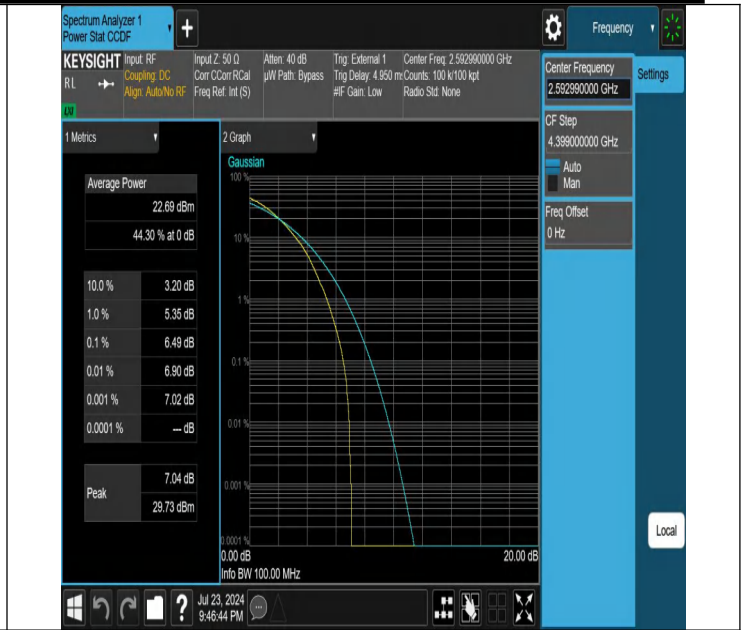 Spectrum Analyzer 1
Power Stat CCDF
+
Frequency
KEYSIGHT
RL
Input: RF
Coupling: DC
Align: Auto/No RF
Input Z: 50 Ω
Corr CCorr RCal
Freq Ref: Int (S)
Atten: 40 dB
µW Path: Bypass
Trig: External 1
Trig Delay: 4.950 ms
#IF Gain: Low
Center Freq: 2.592990000 GHz
Counts: 100 k/100 kpt
Radio Std: None
Center Frequency
2.592990000 GHz
Settings
CF Step
4.399000000 GHz
Auto
Man
Freq Offset
0 Hz
1 Metrics
Average Power
22.69 dBm
44.30 % at 0 dB
10.0 % 3.20 dB
1.0 % 5.35 dB
0.1 % 6.49 dB
0.01 % 6.90 dB
0.001 % 7.02 dB
0.0001 % --- dB
Peak
7.04 dB
29.73 dBm
2 Graph
Gaussian
100 %
10 %
1 %
0.1 %
0.01 %
0.001 %
0.0001 %
0.00 dB
20.00 dB
Info BW 100.00 MHz
Local
?
Jul 23, 2024
9:46:44 PM